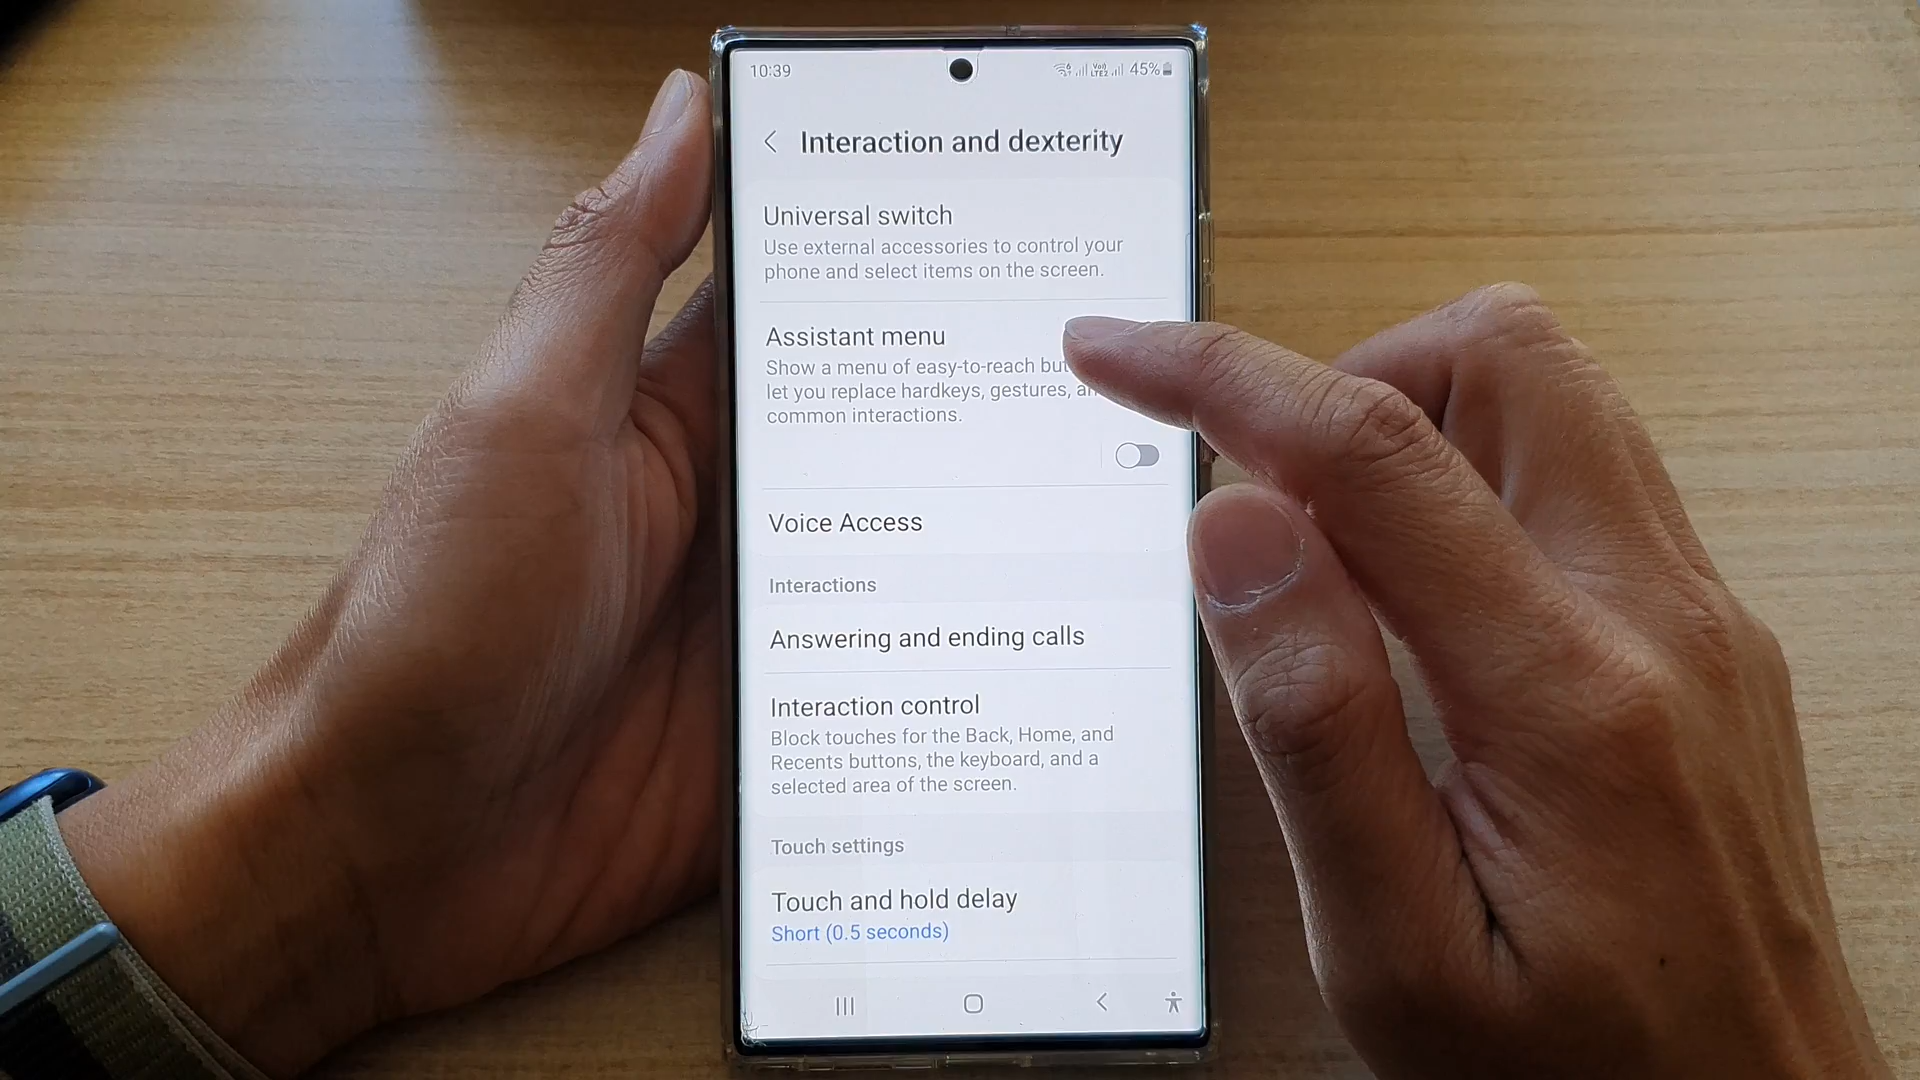 10:39
Voi)
LTE2
45%
Interaction and dexterity
Universal switch
Use external accessories to control your
phone and select items on the screen.
Assistant menu
Show a menu of easy-to-reach but
let you replace hardkeys, gestures, an
common interactions.
Voice Access
Interactions
Answering and ending calls
Interaction control
Block touches for the Back, Home, and
Recents buttons, the keyboard, and a
selected area of the screen.
Touch settings
Touch and hold delay
Short (0.5 seconds)